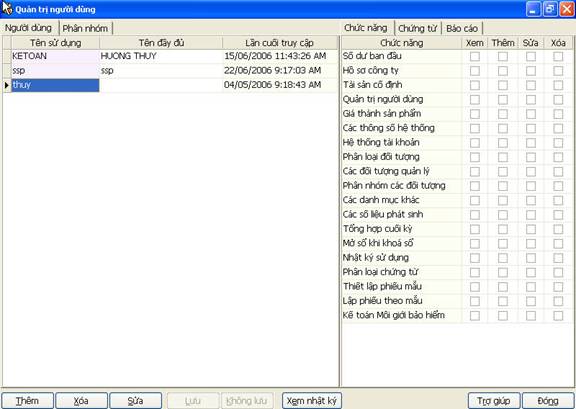 Quản trị người dùng
Người dùng Phân nhóm
Tên sử dụng Tên đầy đủ Lần cuối truy cập
KETOAN HUONG THUY 15/06/2006 11:43:26 AM
ssp ssp 22/06/2006 9:17:03 AM
thuy 04/05/2006 9:18:43 AM
Chức năng Chứng từ Báo cáo
Chức năng Xem Thêm Sửa Xóa
Số dư ban đầu
Hồ sơ công ty
Tài sản cố định
Quản trị người dùng
Giá thành sản phẩm
Các thông số hệ thống
Hệ thống tài khoản
Phân loại đối tượng
Các đối tượng quản lý
Phân nhóm các đối tượng
Các danh mục khác
Các số liệu phát sinh
Tổng hợp cuối kỳ
Mở sổ khi khoá sổ
Nhật ký sử dụng
Phân loại chứng từ
Thiết lập phiếu mẫu
Lập phiếu theo mẫu
Kế toán Môi giới bảo hiểm
Thêm Xóa Sửa Lưu Không lưu Xem nhật ký Trợ giúp Đóng